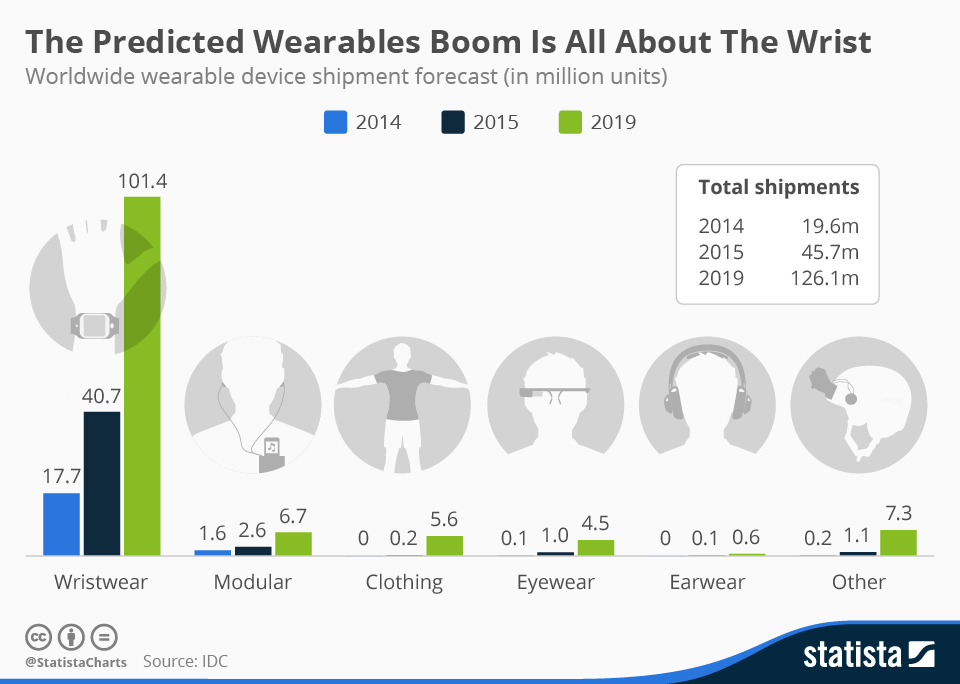 The Predicted Wearables Boom Is All About The Wrist
Worldwide wearable device shipment forecast (in million units)
2014 2015 2019
Total shipments
2014 19.6m
2015 45.7m
2019 126.1m
17.7 40.7 101.4
1.6 2.6 6.7
0 0.2 5.6
0.1 1.0 4.5
0 0.1 0.6
0.2 1.1 7.3
Wristwear Modular Clothing Eyewear Earwear Other
cc
@StatistaCharts Source: IDC
statista